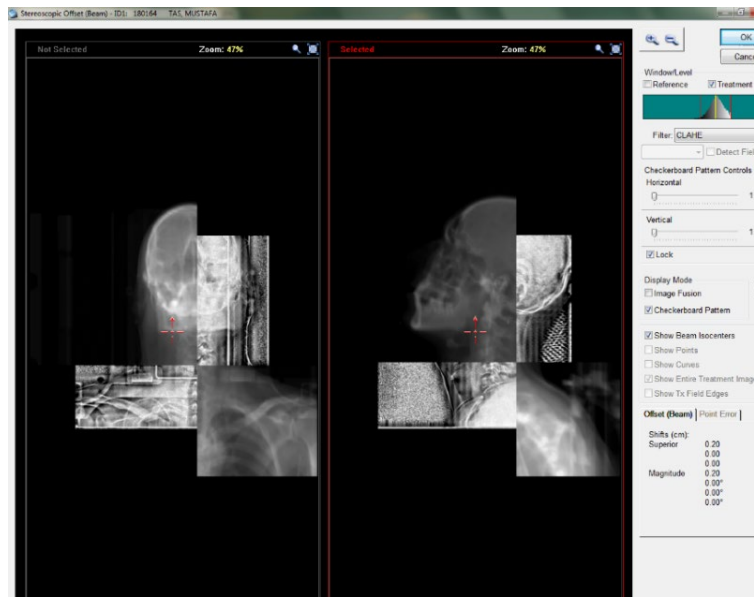 Stereoscopic Offset (Beam) - ID1: 180164 TAS, MUSTAFA
Not Selected Zoom: 47%
Selected Zoom: 47%
OK
Cance
Window/Level
Reference Treatment
Filter: CLAHE
Detect Fiel
Checkerboard Pattern Controls
Horizontal
1
Vertical
1
Lock
Display Mode
Image Fusion
Checkerboard Pattern
Show Beam Isocenters
Show Points
Show Curves
Show Entire Treatment Imag
Show Tx Field Edges
Offset (Beam) Point Error
Shifts (cm):
Superior 0.20
0.00
0.00
Magnitude 0.20
0.00°
0.00°
0.00°